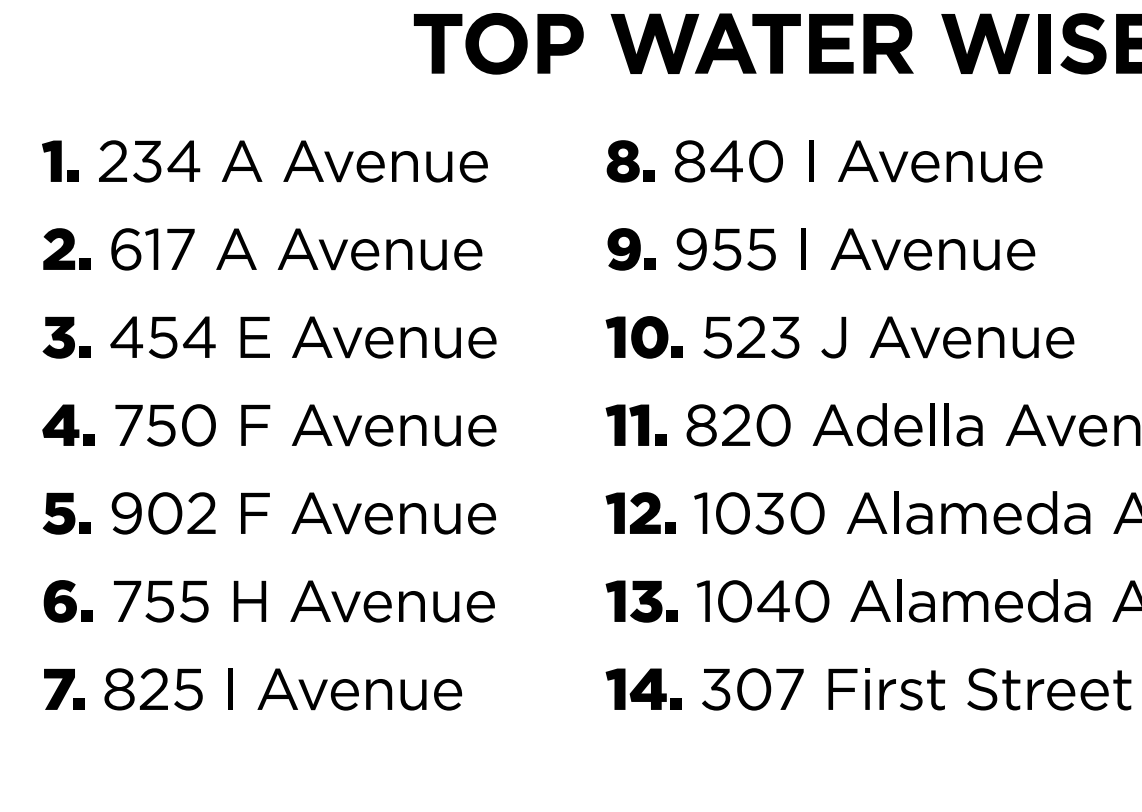 TOP WATER WISE
1. 234 A Avenue
2. 617 A Avenue
3. 454 E Avenue
4. 750 F Avenue
5. 902 F Avenue
6. 755 H Avenue
7. 825 I Avenue
8. 840 I Avenue
9. 955 I Avenue
10. 523 J Avenue
11. 820 Adella Aven
12. 1030 Alameda A
13. 1040 Alameda A
14. 307 First Street